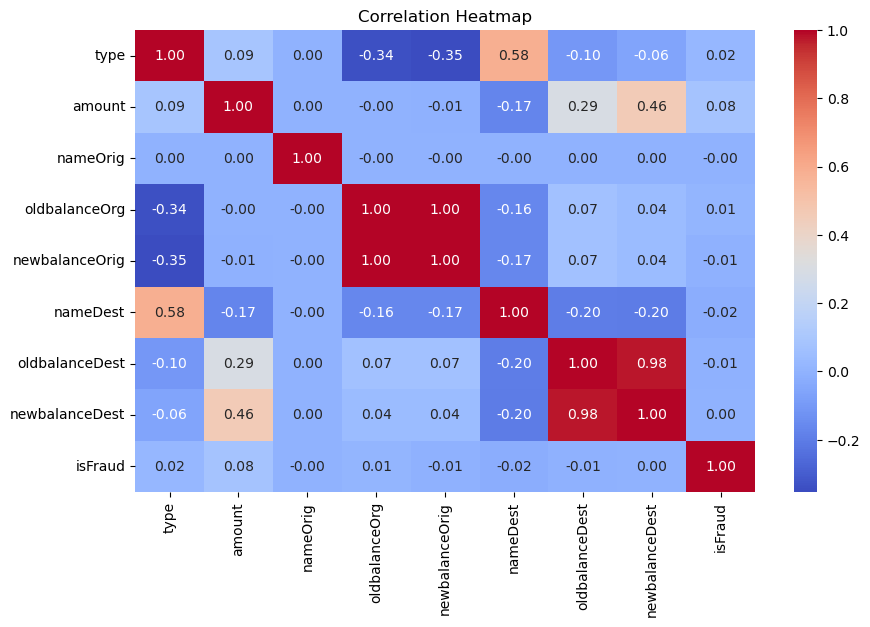 Correlation Heatmap
type 1.00 0.09 0.00 -0.34 -0.35 0.58 -0.10 -0.06 0.02
amount 0.09 1.00 0.00 -0.00 -0.01 -0.17 0.29 0.46 0.08
nameOrig 0.00 0.00 1.00 -0.00 -0.00 -0.00 0.00 0.00 -0.00
oldbalanceOrg -0.34 -0.00 -0.00 1.00 1.00 -0.16 0.07 0.04 0.01
newbalanceOrig -0.35 -0.01 -0.00 1.00 1.00 -0.17 0.07 0.04 -0.01
nameDest 0.58 -0.17 -0.00 -0.16 -0.17 1.00 -0.20 -0.20 -0.02
oldbalanceDest -0.10 0.29 0.00 0.07 0.07 -0.20 1.00 0.98 -0.01
newbalanceDest -0.06 0.46 0.00 0.04 0.04 -0.20 0.98 1.00 0.00
isFraud 0.02 0.08 -0.00 0.01 -0.01 -0.02 -0.01 0.00 1.00
type
amount
nameOrig
oldbalanceOrg
newbalanceOrig
nameDest
oldbalanceDest
newbalanceDest
isFraud
1.0
0.8
0.6
0.4
0.2
0.0
−0.2